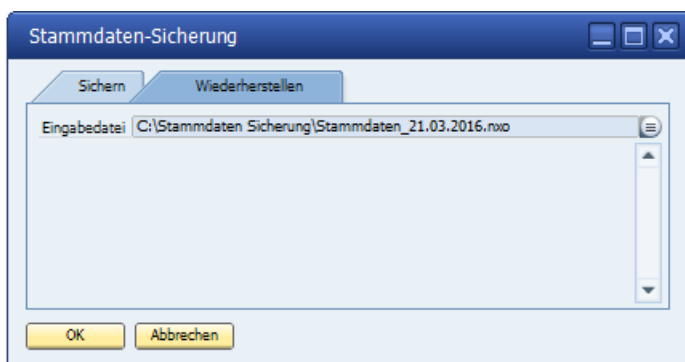 Stammdaten-Sicherung
Sichern Wiederherstellen
Eingabedatei C:\Stammdaten Sicherung\Stammdaten_21.03.2016.nxo
OK Abbrechen